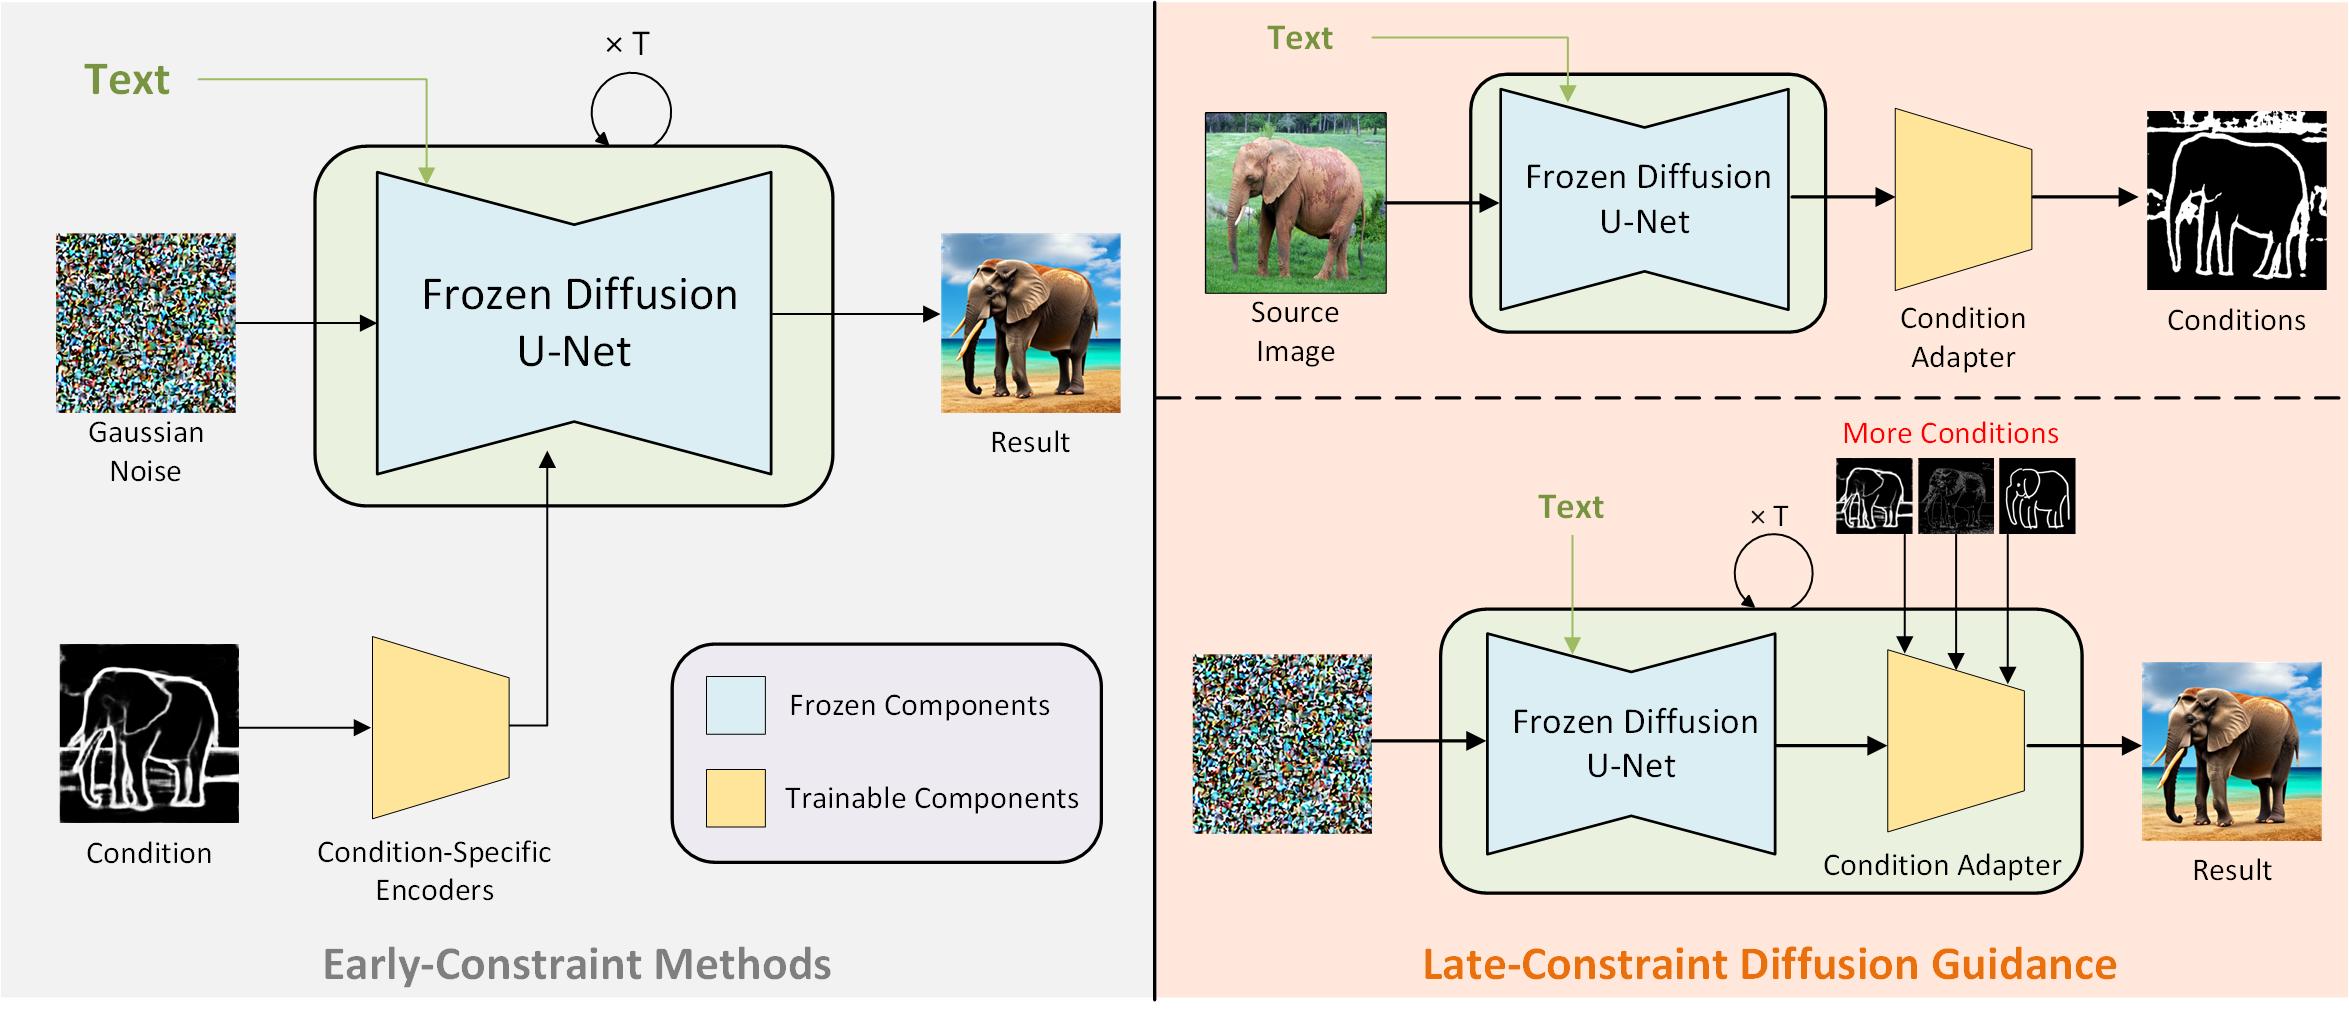 × T
Text
Frozen Diffusion
U-Net
Gaussian
Noise
Result
Condition
Condition-Specific
Encoders
Frozen Components
Trainable Components
Early-Constraint Methods
Text
Frozen Diffusion
U-Net
Source
Image
Condition
Adapter
Conditions
More Conditions
Text
× T
Frozen Diffusion
U-Net
Condition Adapter
Result
Late-Constraint Diffusion Guidance